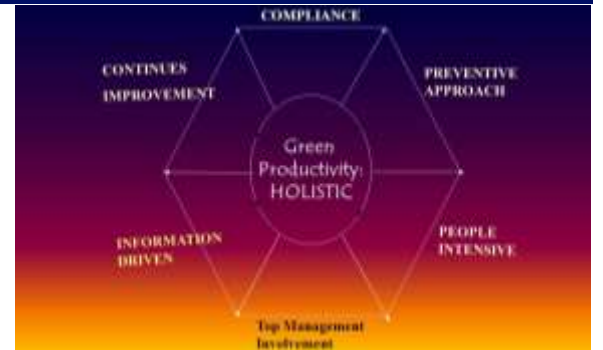 COMPLIANCE
CONTINUES
IMPROVEMENT
PREVENTIVE
APPROACH
Green
Productivity:
HOLISTIC
INFORMATION
DRIVEN
PEOPLE
INTENSIVE
Top Management
Involvement